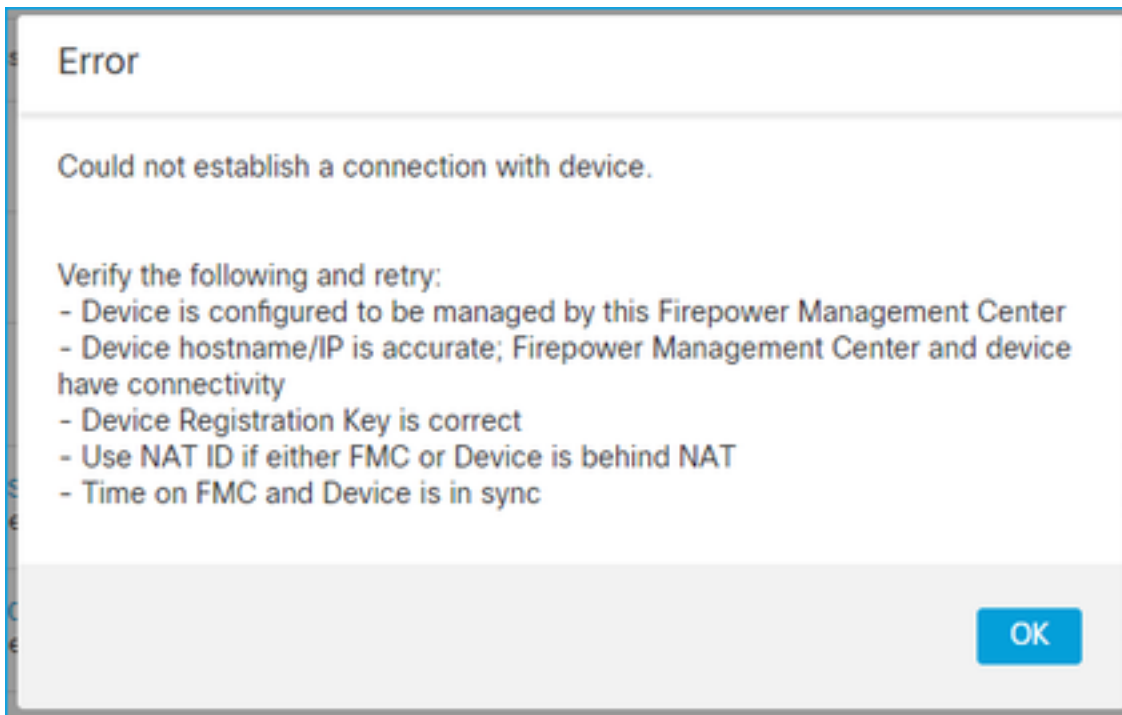 Error
Could not establish a connection with device.
Verify the following and retry:
- Device is configured to be managed by this Firepower Management Center
- Device hostname/IP is accurate; Firepower Management Center and device
have connectivity
- Device Registration Key is correct
- Use NAT ID if either FMC or Device is behind NAT
- Time on FMC and Device is in sync
OK